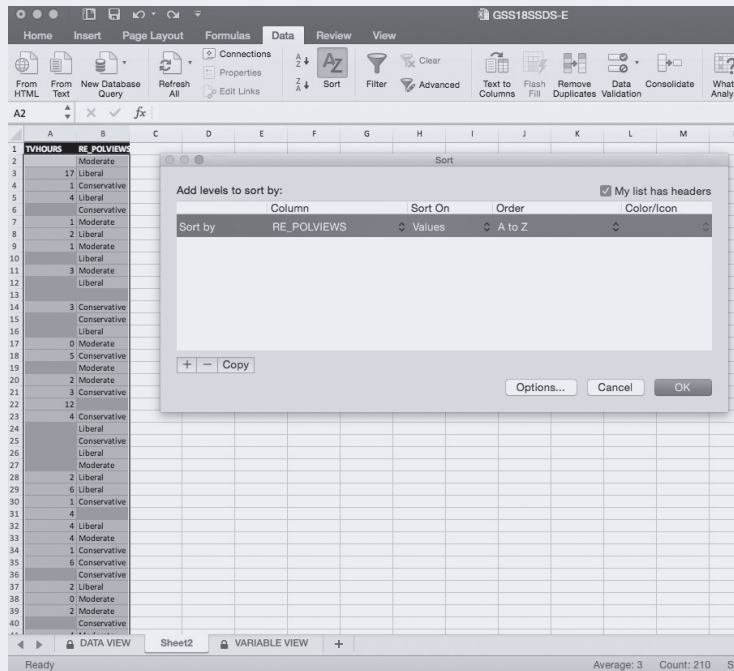 GSS18SSDS-E
Home Insert Page Layout Formulas Data Review View
From HTML
From Text
New Database Query
Refresh All
Connections
Properties
Edit Links
A Z
Z A
AZ
Sort
Filter
Clear
Advanced
Text to Columns
Flash Fill
Remove Duplicates
Data Validation
Consolidate
What
Analy
A2 fx
A B C D E F G H I J K L M
1 TVHOURS RE_POLVIEWS
2 Moderate
3 17 Liberal
4 1 Conservative
5 4 Liberal
6 Conservative
7 1 Moderate
8 2 Liberal
9 1 Moderate
10 Liberal
11 3 Moderate
12 Liberal
13
14 3 Conservative
15 Conservative
16 Liberal
17 0 Moderate
18 5 Conservative
19 Moderate
20 2 Moderate
21 3 Conservative
22 12
23 4 Conservative
24 Liberal
25 Conservative
26 Liberal
27 Moderate
28 2 Liberal
29 6 Liberal
30 1 Conservative
31 4
32 4 Liberal
33 4 Moderate
34 1 Conservative
35 6 Conservative
36 Conservative
37 2 Liberal
38 0 Moderate
39 2 Moderate
40 Conservative
Sort
Add levels to sort by:
My list has headers
Column Sort On Order Color/Icon
Sort by RE_POLVIEWS Values A to Z
+ − Copy
Options... Cancel OK
DATA VIEW Sheet2 VARIABLE VIEW +
Ready Average: 3 Count: 210 S